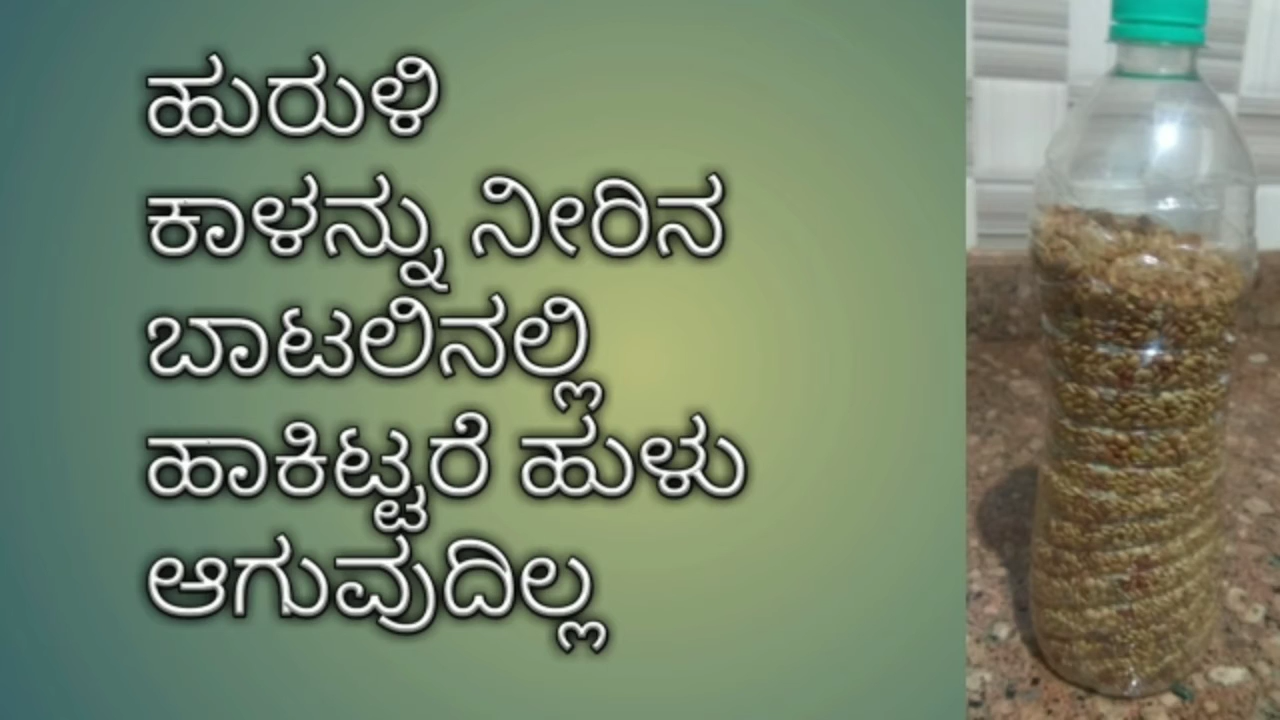 ಹುರುಳಿ
ಕಾಳನ್ನು ನೀರಿನ
ಬಾಟಲಿನಲ್ಲಿ
ಹಾಕಿಟ್ಟರೆ ಹುಳು
ಆಗುವುದಿಲ್ಲ